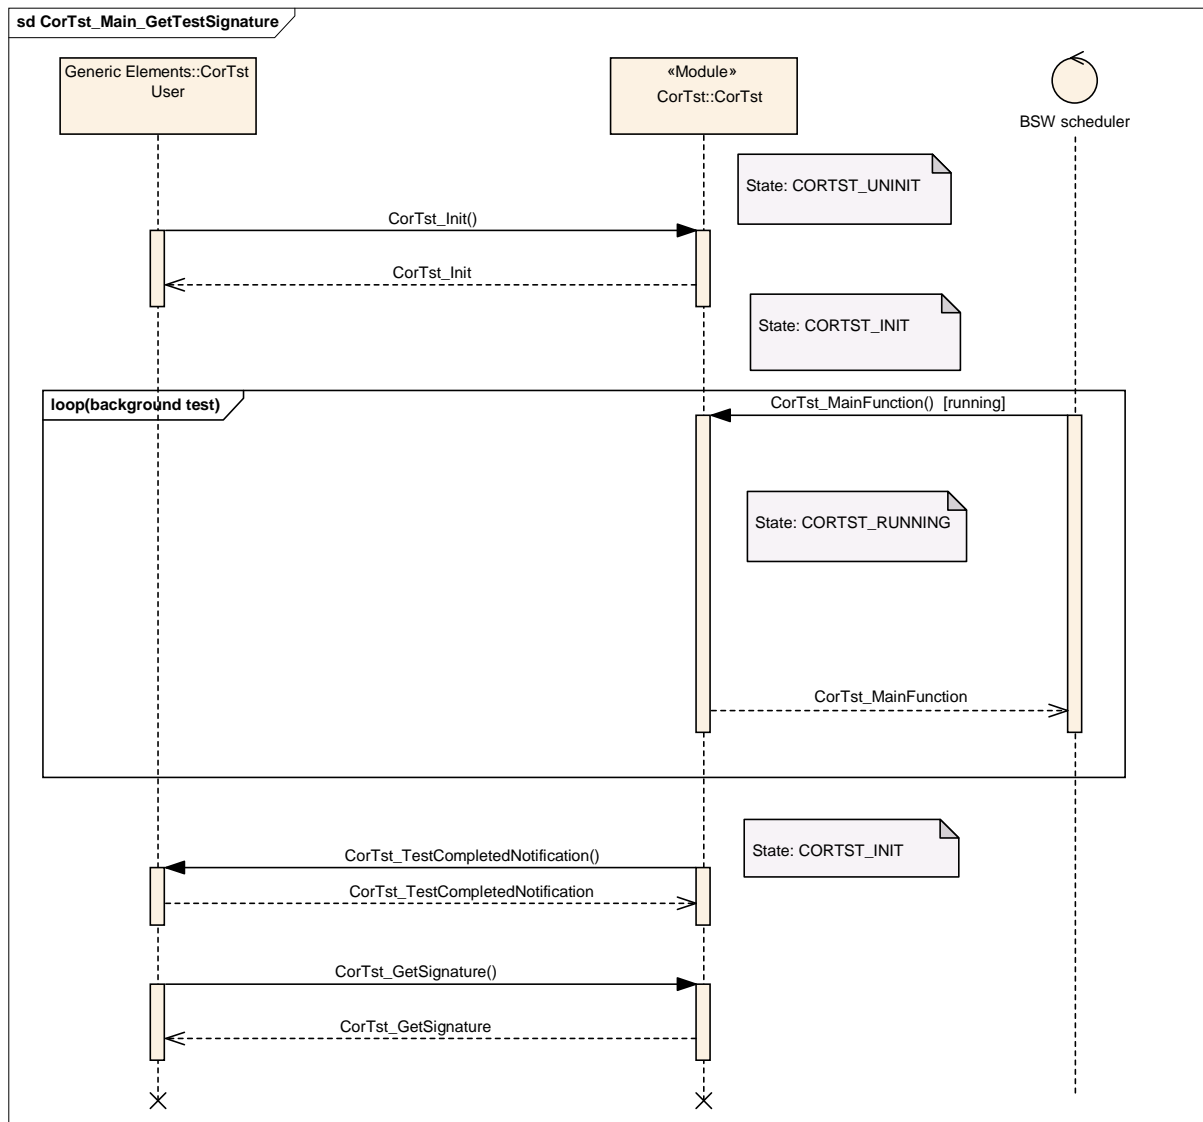 sd CorTst_Main_GetTestSignature
Generic Elements::CorTst
User
«Module»
CorTst::CorTst
BSW scheduler
State: CORTST_UNINIT
CorTst_Init()
CorTst_Init
State: CORTST_INIT
loop(background test)
CorTst_MainFunction() [running]
State: CORTST_RUNNING
CorTst_MainFunction
State: CORTST_INIT
CorTst_TestCompletedNotification()
CorTst_TestCompletedNotification
CorTst_GetSignature()
CorTst_GetSignature